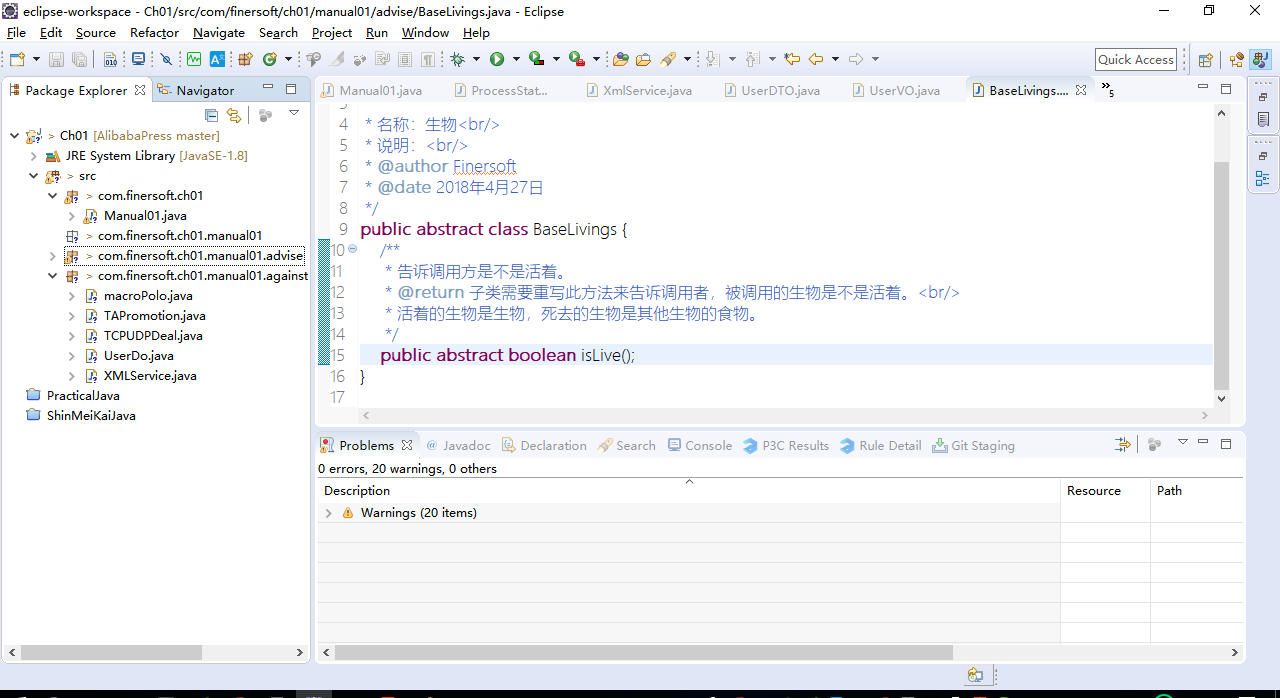 eclipse-workspace - Ch01/src/com/finersoft/ch01/manual01/advise/BaseLivings.java - Eclipse
File Edit Source Refactor Navigate Search Project Run Window Help
Quick Access
Package Explorer Navigator
Ch01 [AlibabaPress master]
JRE System Library [JavaSE-1.8]
> src
> com.finersoft.ch01
Manual01.java
> com.finersoft.ch01.manual01
> com.finersoft.ch01.manual01.advise
> com.finersoft.ch01.manual01.against
macroPolo.java
TAPromotion.java
TCPUDPDeal.java
UserDo.java
XMLService.java
PracticalJava
ShinMeiKaiJava
Manual01.java ProcessStat... XmlService.java UserDTO.java UserVO.java BaseLivings.... »5
4 * 名称：生物<br/>
5 * 说明：<br/>
6 * @author Finersoft
7 * @date 2018年4月27日
8 */
9 public abstract class BaseLivings {
10 /**
11 * 告诉调用方是不是活着。
12 * @return 子类需要重写此方法来告诉调用者，被调用的生物是不是活着。<br/>
13 * 活着的生物是生物，死去的生物是其他生物的食物。
14 */
15 public abstract boolean isLive();
16 }
17
Problems @ Javadoc Declaration Search Console P3C Results Rule Detail Git Staging
0 errors, 20 warnings, 0 others
Description Resource Path
Warnings (20 items)